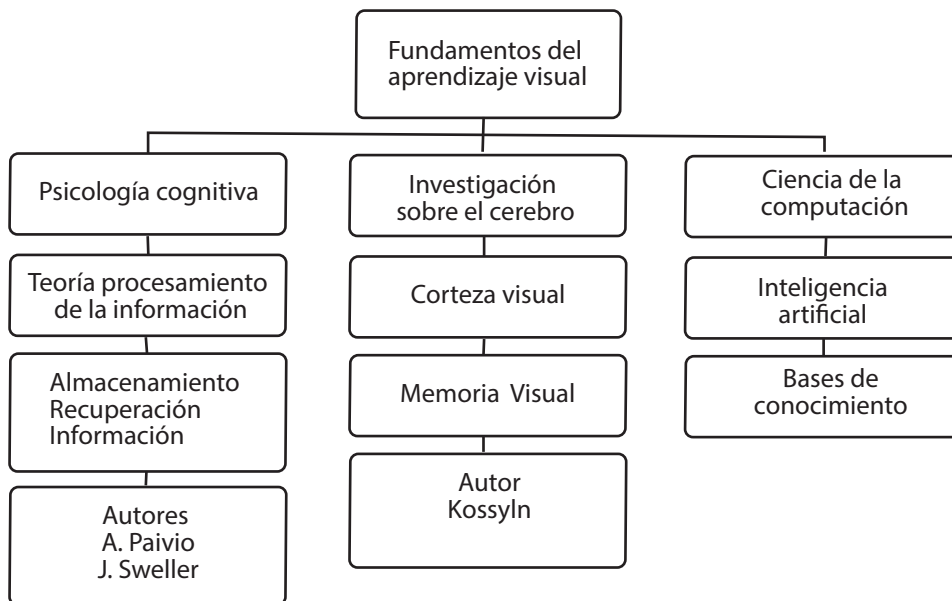 Fundamentos del
aprendizaje visual
Psicología cognitiva
Teoría procesamiento
de la información
Almacenamiento
Recuperación
Información
Autores
A. Paivio
J. Sweller
Investigación
sobre el cerebro
Corteza visual
Memoria Visual
Autor
Kossyln
Ciencia de la
computación
Inteligencia
artificial
Bases de
conocimiento